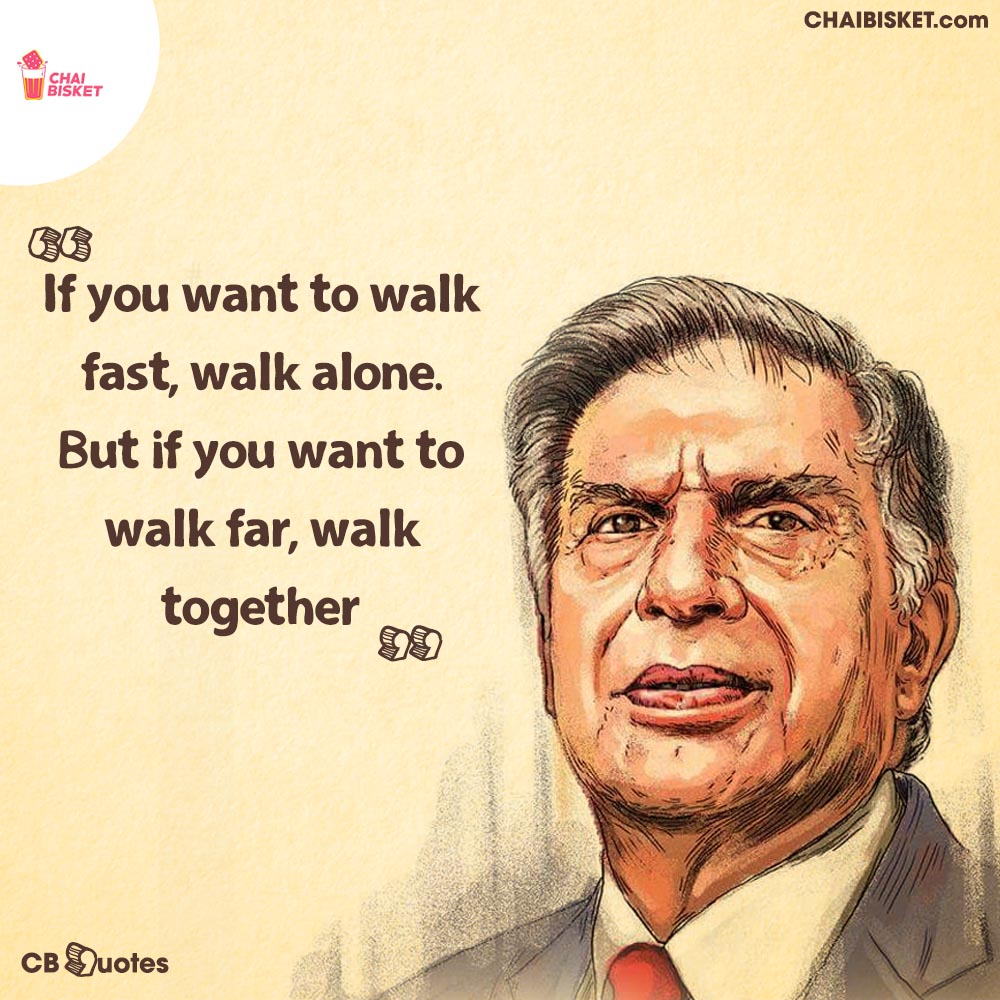 CHAIBISKET.com
CHAI
BISKET
“
If you want to walk
fast, walk alone.
But if you want to
walk far, walk
together
”
CB Quotes